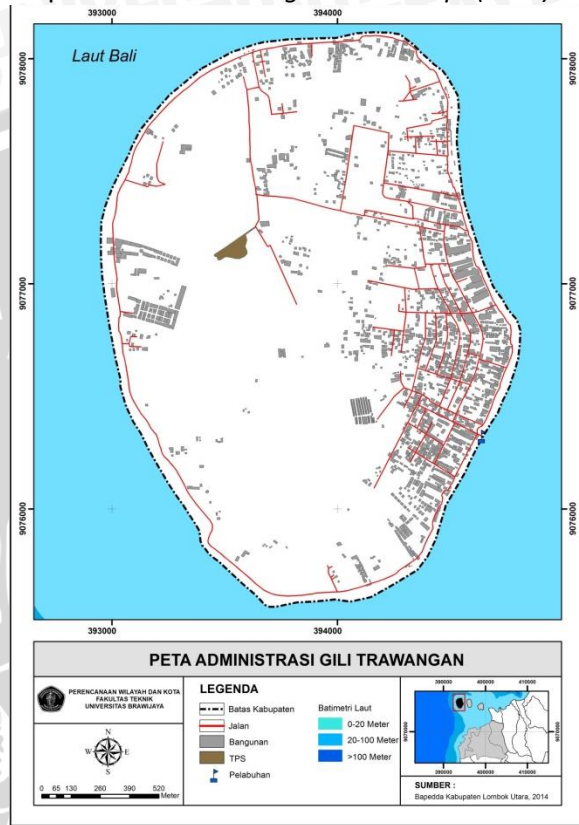 393000 394000
Laut Bali
9078000 9078000
9077000 9077000
9076000 9076000
393000 394000
PETA ADMINISTRASI GILI TRAWANGAN
PERENCANAAN WILAYAH DAN KOTA
FAKULTAS TEKNIK
UNIVERSITAS BRAWIJAYA
N
W E
S
0 65 130 260 390 520
Meter
LEGENDA
Batas Kabupaten
Jalan
Bangunan
TPS
Pelabuhan
Batimetri Laut
0-20 Meter
20-100 Meter
>100 Meter
390000 400000 410000
9070000 9070000
390000 400000 410000
SUMBER :
Bapedda Kabupaten Lombok Utara, 2014